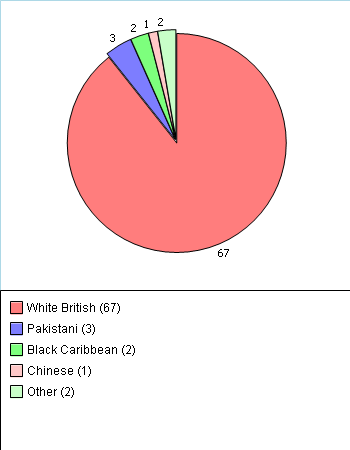 3
2
1
2
67
White British (67)
Pakistani (3)
Black Caribbean (2)
Chinese (1)
Other (2)